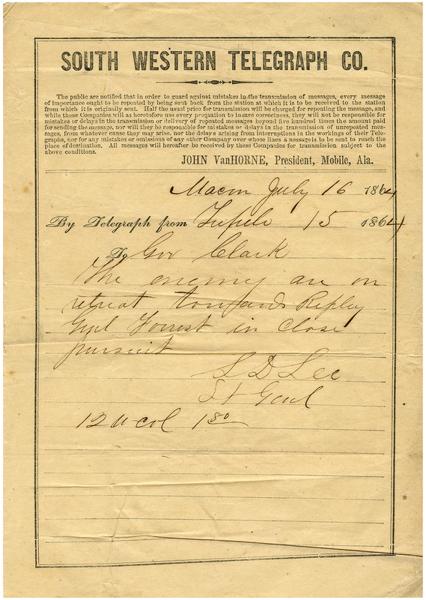 SOUTH WESTERN TELEGRAPH CO.
The public are notified that in order to guard against mistakes in the transmission of messages, every message
of importance ought to be repeated by being sent back from the station at which it is to be received to the station
from which it is originally sent. Half the usual price for transmission will be charged for repeating the message, and
while these Companies will as heretofore use every precaution to insure correctness, they will not be responsible for
mistakes or delays in the transmission or delivery of repeated messages beyond five hundred times the amount paid
for sending the message, nor will they be responsible for mistakes or delays in the transmission of unrepeated mes-
sages, from whatever cause they may arise, nor the delays arising from interruptions in the workings of their Tele-
graphs, nor for any mistakes or omissions of any other Company over whose lines a message is to be sent to reach the
place of destination. All messages will hereafter be received by these Companies for transmission subject to the
above conditions.
JOHN VanHORNE, President, Mobile, Ala.
Macon July 16 1864
By Telegraph from Tupelo 15 1864
To Gov Clark
The enemy are on
retreat towards Ripley
Genl Forrest in close
pursuit
S D Lee
Lt Genl
12 col 180